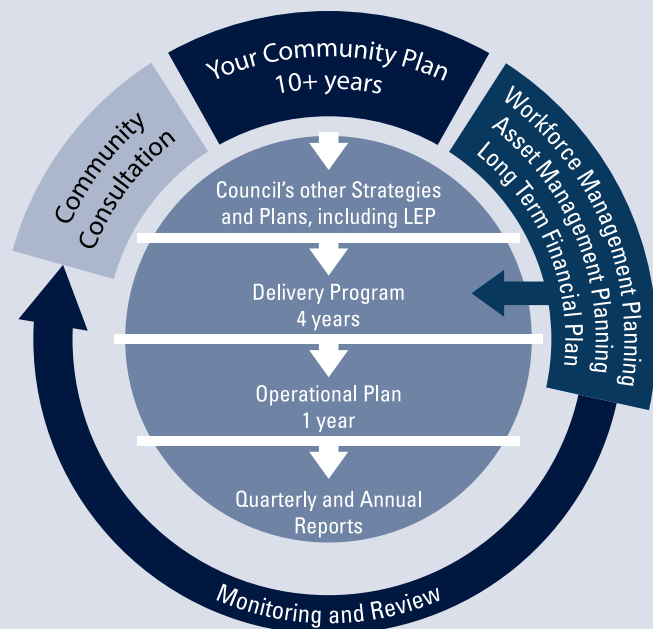 Your Community Plan
10+ years
Community
Consultation
Workforce Management Planning
Asset Management Planning
Long Term Financial Plan
Council's other Strategies
and Plans, including LEP
Delivery Program
4 years
Operational Plan
1 year
Quarterly and Annual
Reports
Monitoring and Review